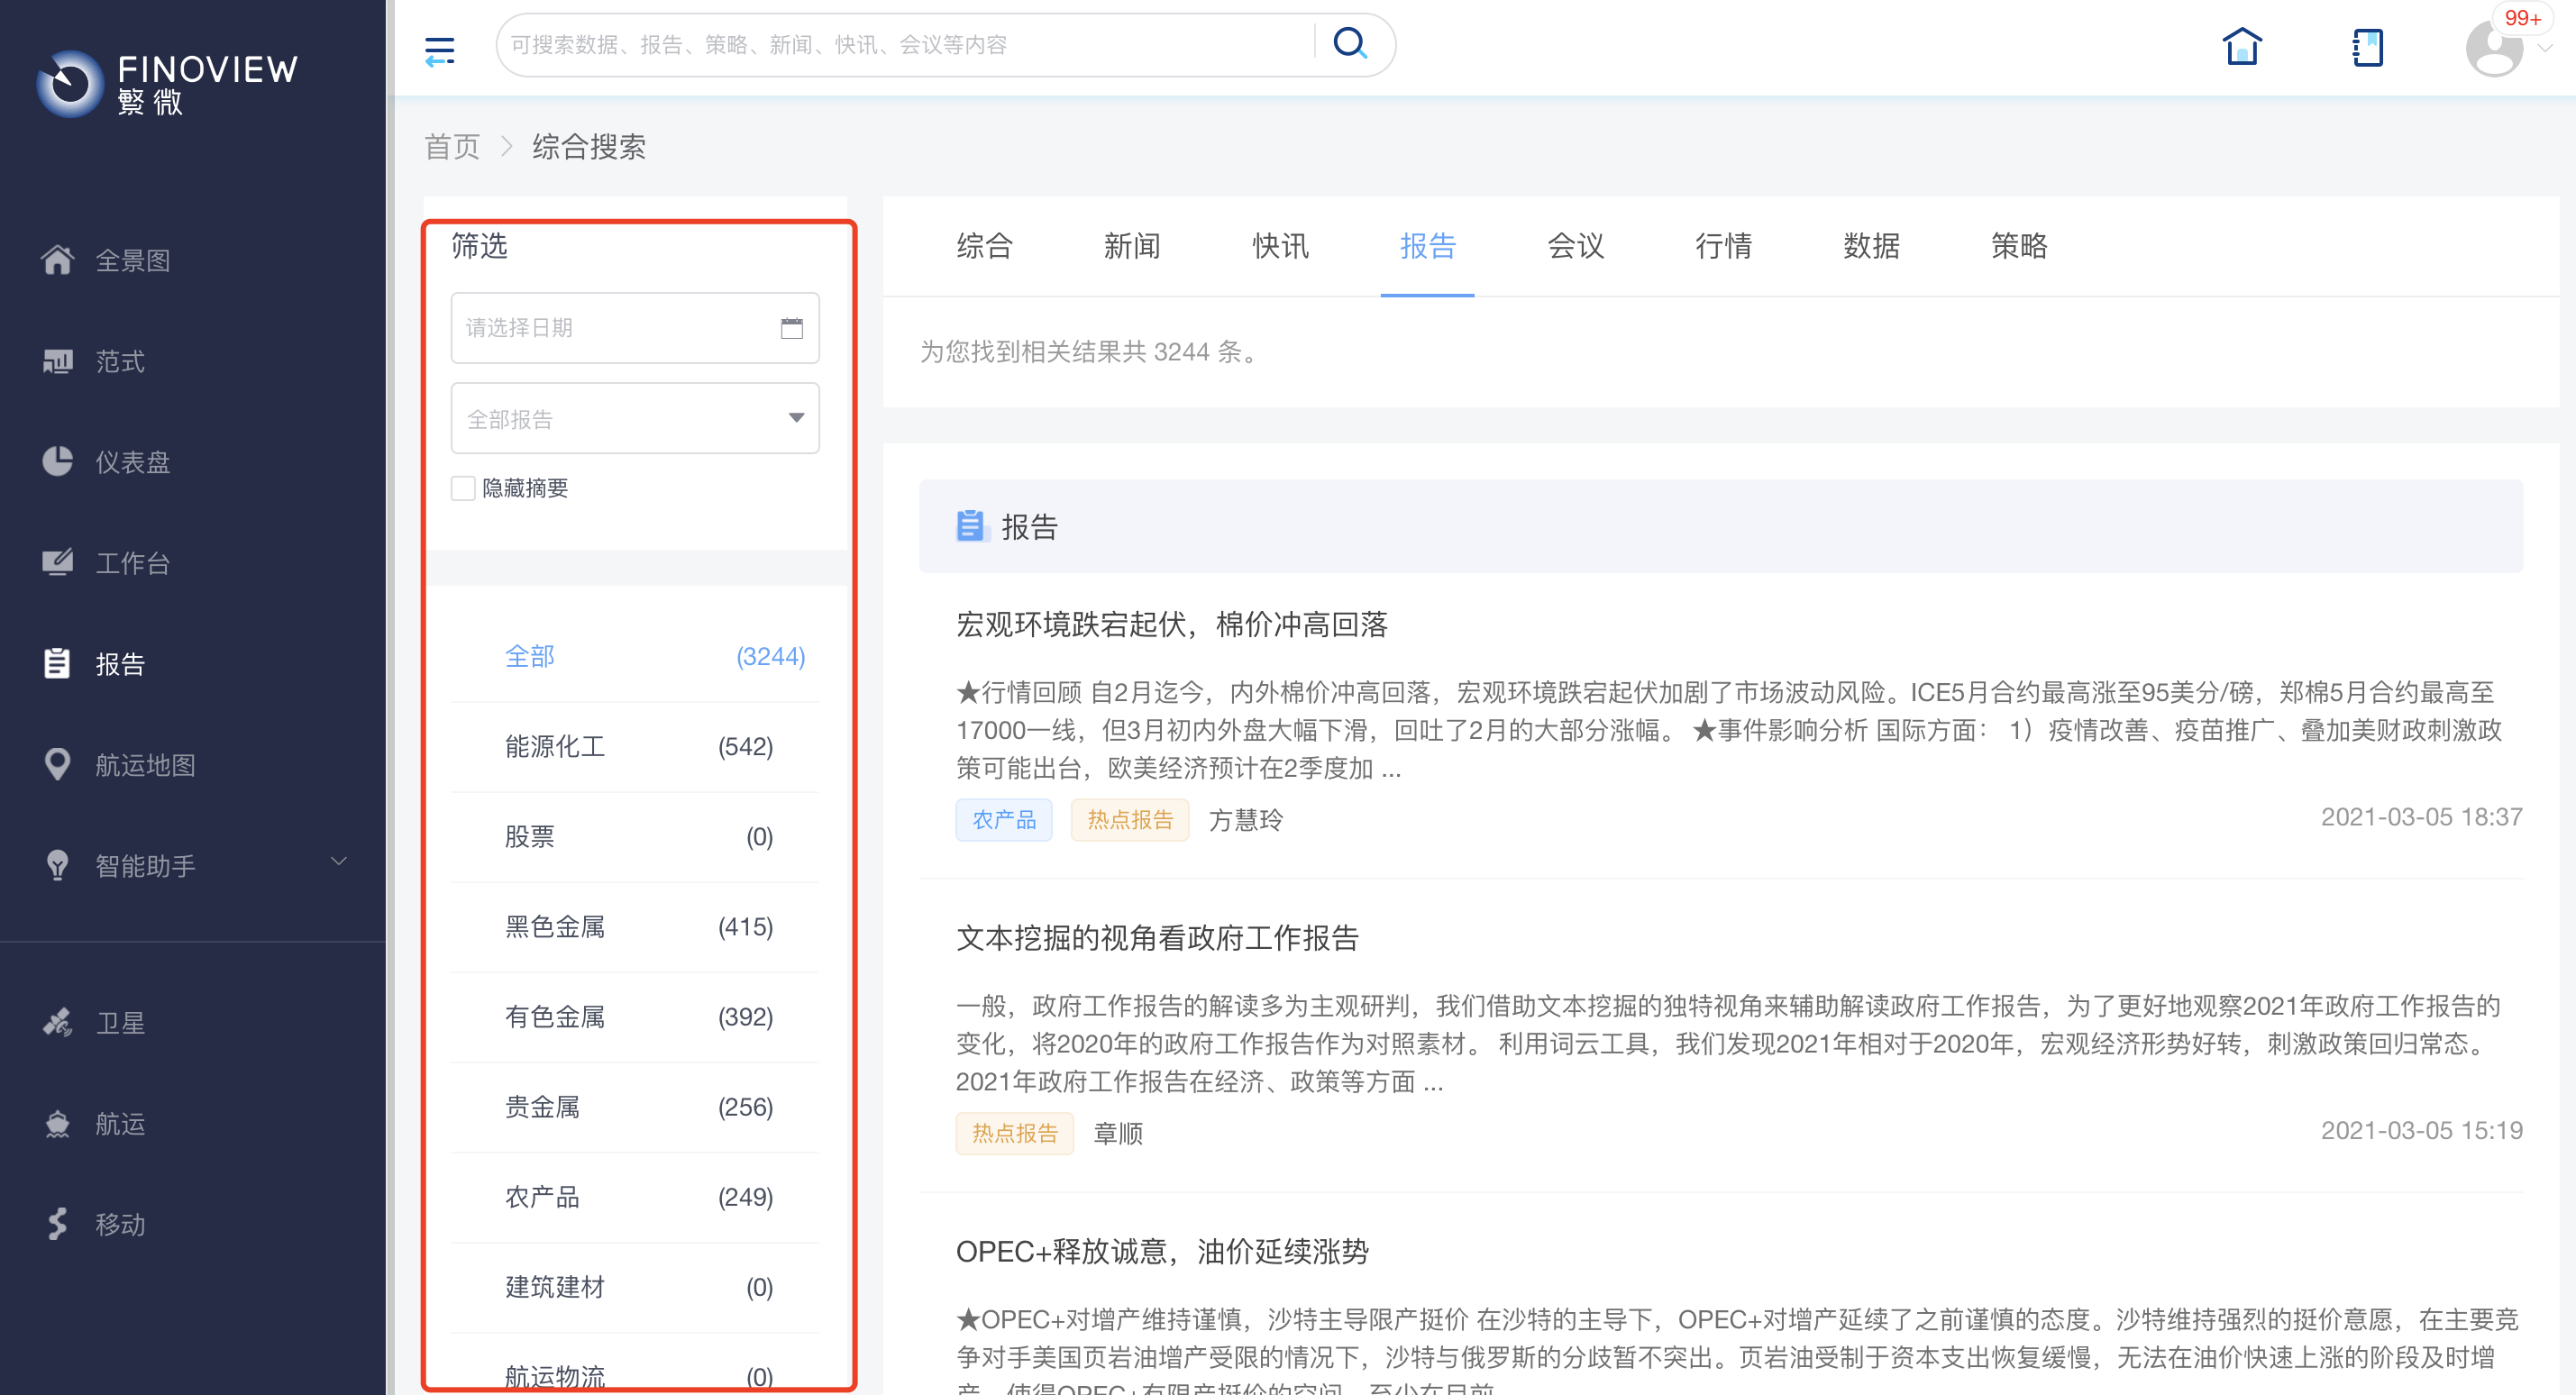 FINOVIEW
繁微
全景图
范式
仪表盘
工作台
报告
航运地图
智能助手
卫星
航运
移动
可搜索数据、报告、策略、新闻、快讯、会议等内容
99+
首页 > 综合搜索
筛选
请选择日期
全部报告
隐藏摘要
全部 (3244)
能源化工 (542)
股票 (0)
黑色金属 (415)
有色金属 (392)
贵金属 (256)
农产品 (249)
建筑建材 (0)
航运物流 (0)
综合 新闻 快讯 报告 会议 行情 数据 策略
为您找到相关结果共 3244 条。
报告
宏观环境跌宕起伏，棉价冲高回落
★行情回顾 自2月迄今，内外棉价冲高回落，宏观环境跌宕起伏加剧了市场波动风险。ICE5月合约最高涨至95美分/磅，郑棉5月合约最高至
17000一线，但3月初内外盘大幅下滑，回吐了2月的大部分涨幅。 ★事件影响分析 国际方面： 1）疫情改善、疫苗推广、叠加美财政刺激政
策可能出台，欧美经济预计在2季度加 ...
农产品 热点报告 方慧玲 2021-03-05 18:37
文本挖掘的视角看政府工作报告
一般，政府工作报告的解读多为主观研判，我们借助文本挖掘的独特视角来辅助解读政府工作报告，为了更好地观察2021年政府工作报告的
变化，将2020年的政府工作报告作为对照素材。 利用词云工具，我们发现2021年相对于2020年，宏观经济形势好转，刺激政策回归常态。
2021年政府工作报告在经济、政策等方面 ...
热点报告 章顺 2021-03-05 15:19
OPEC+释放诚意，油价延续涨势
★OPEC+对增产维持谨慎，沙特主导限产挺价 在沙特的主导下，OPEC+对增产延续了之前谨慎的态度。沙特维持强烈的挺价意愿，在主要竞
争对手美国页岩油增产受限的情况下，沙特与俄罗斯的分歧暂不突出。页岩油受制于资本支出恢复缓慢，无法在油价快速上涨的阶段及时增
产，使得OPEC+有限产挺价的空间，至少在目前